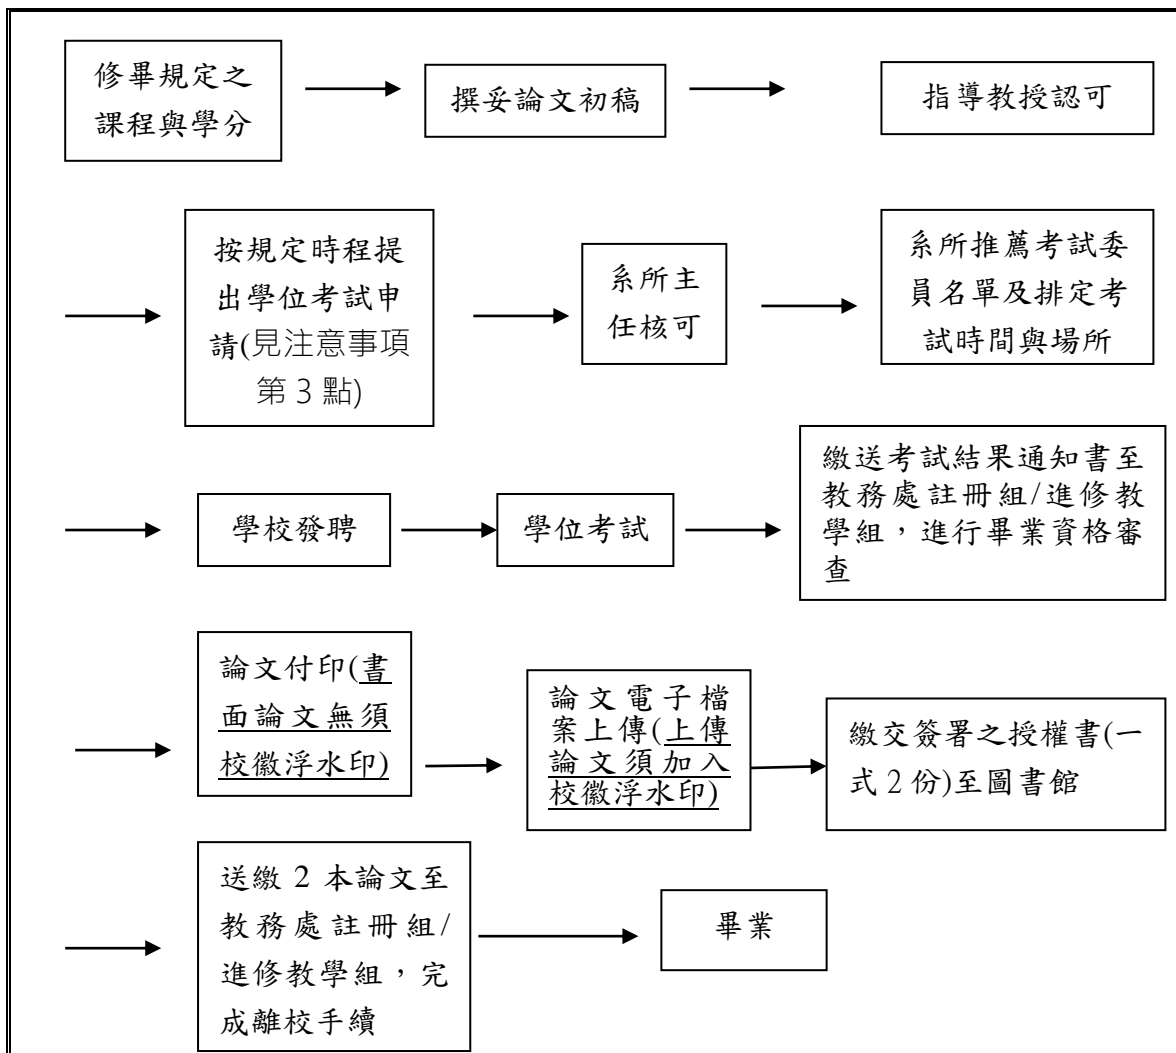 修畢規定之
課程與學分
撰妥論文初稿
指導教授認可
按規定時程提
出學位考試申
請(見注意事項
第 3 點)
系所主
任核可
系所推薦考試委
員名單及排定考
試時間與場所
學校發聘
學位考試
繳送考試結果通知書至
教務處註冊組/進修教
學組，進行畢業資格審
查
論文付印(書
面論文無須
校徽浮水印)
論文電子檔
案上傳(上傳
論文須加入
校徽浮水印)
繳交簽署之授權書(一
式 2 份)至圖書館
送繳 2 本論文至
教務處註冊組/
進修教學組，完
成離校手續
畢業